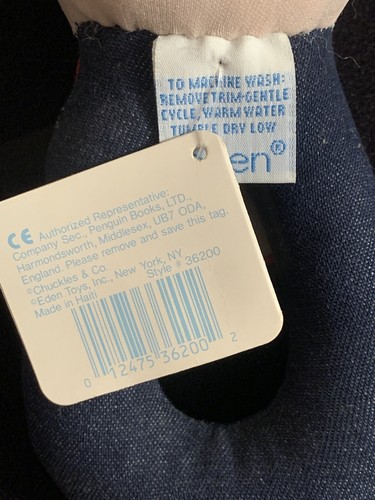 TO MACHINE WASH:
REMOVE TRIM-GENTLE
CYCLE, WARM WATER
TUMBLE DRY LOW
en®
CE Authorized Representative:
Company Sec., Penguin Books, LTD.,
Harmondsworth, Middlesex, UB7 ODA,
England. Please remove and save this tag.
©Chuckles & Co.
©Eden Toys, Inc., New York, NY
Made in Haiti Style # 36200
0 12475 36200 2